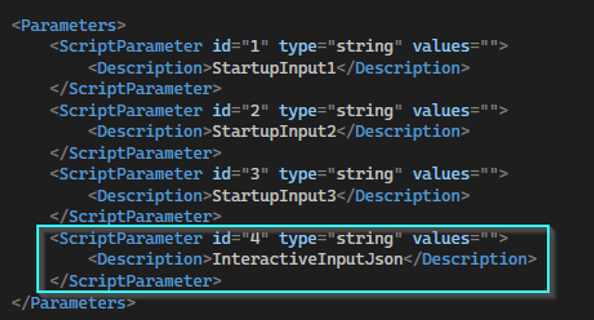 <Parameters>
    <ScriptParameter id="1" type="string" values="">
        <Description>StartupInput1</Description>
    </ScriptParameter>
    <ScriptParameter id="2" type="string" values="">
        <Description>StartupInput2</Description>
    </ScriptParameter>
    <ScriptParameter id="3" type="string" values="">
        <Description>StartupInput3</Description>
    </ScriptParameter>
    <ScriptParameter id="4" type="string" values="">
        <Description>InteractiveInputJson</Description>
    </ScriptParameter>
</Parameters>